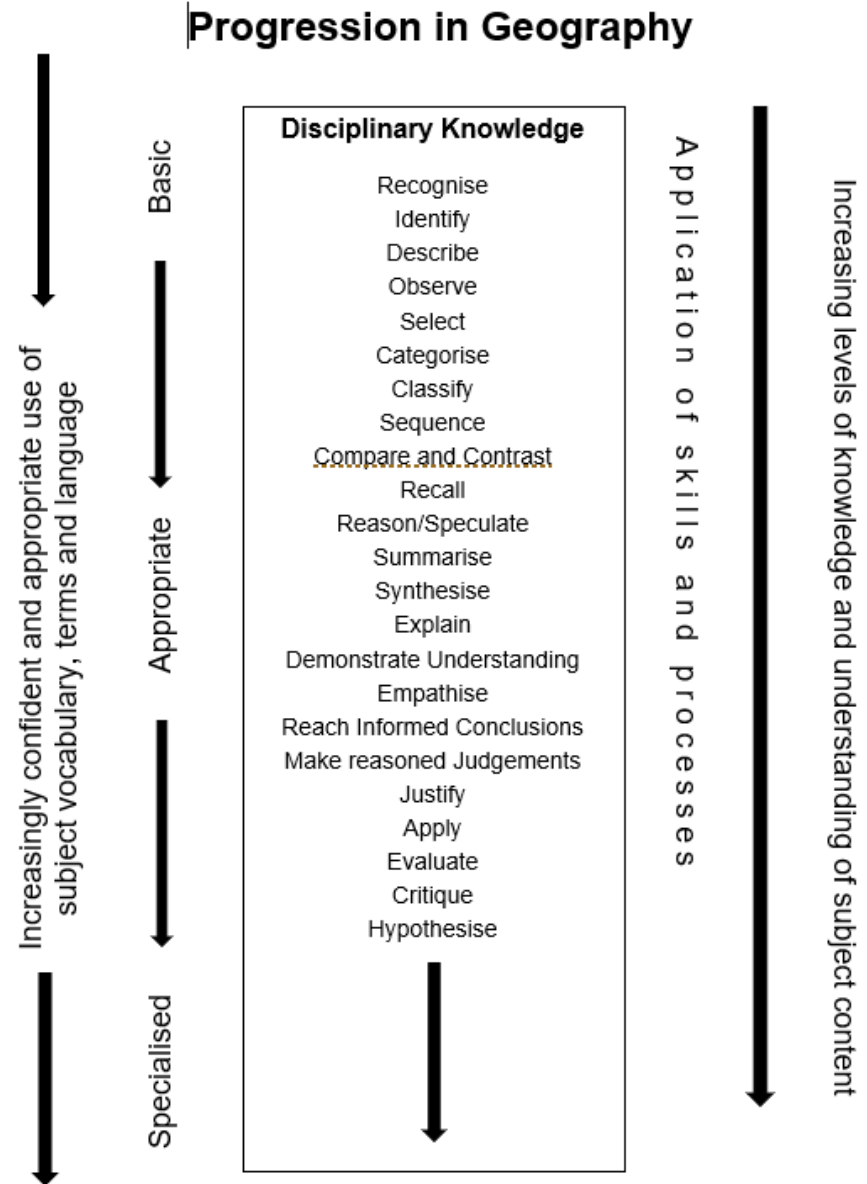 Progression in Geography
Increasingly confident and appropriate use of
subject vocabulary, terms and language
Basic
Appropriate
Specialised
Disciplinary Knowledge
Recognise
Identify
Describe
Observe
Select
Categorise
Classify
Sequence
Compare and Contrast
Recall
Reason/Speculate
Summarise
Synthesise
Explain
Demonstrate Understanding
Empathise
Reach Informed Conclusions
Make reasoned Judgements
Justify
Apply
Evaluate
Critique
Hypothesise
Application of skills and processes
Increasing levels of knowledge and understanding of subject content